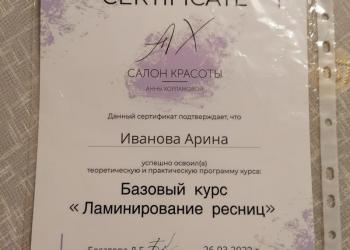 CERTIFICATE
АХ
САЛОН КРАСОТЫ
Данный сертификат подтверждает, что
Иванова Арина
успешно освоил(а)
теоретическую и практическую программу курса:
Базовый курс
« Ламинирование ресниц»